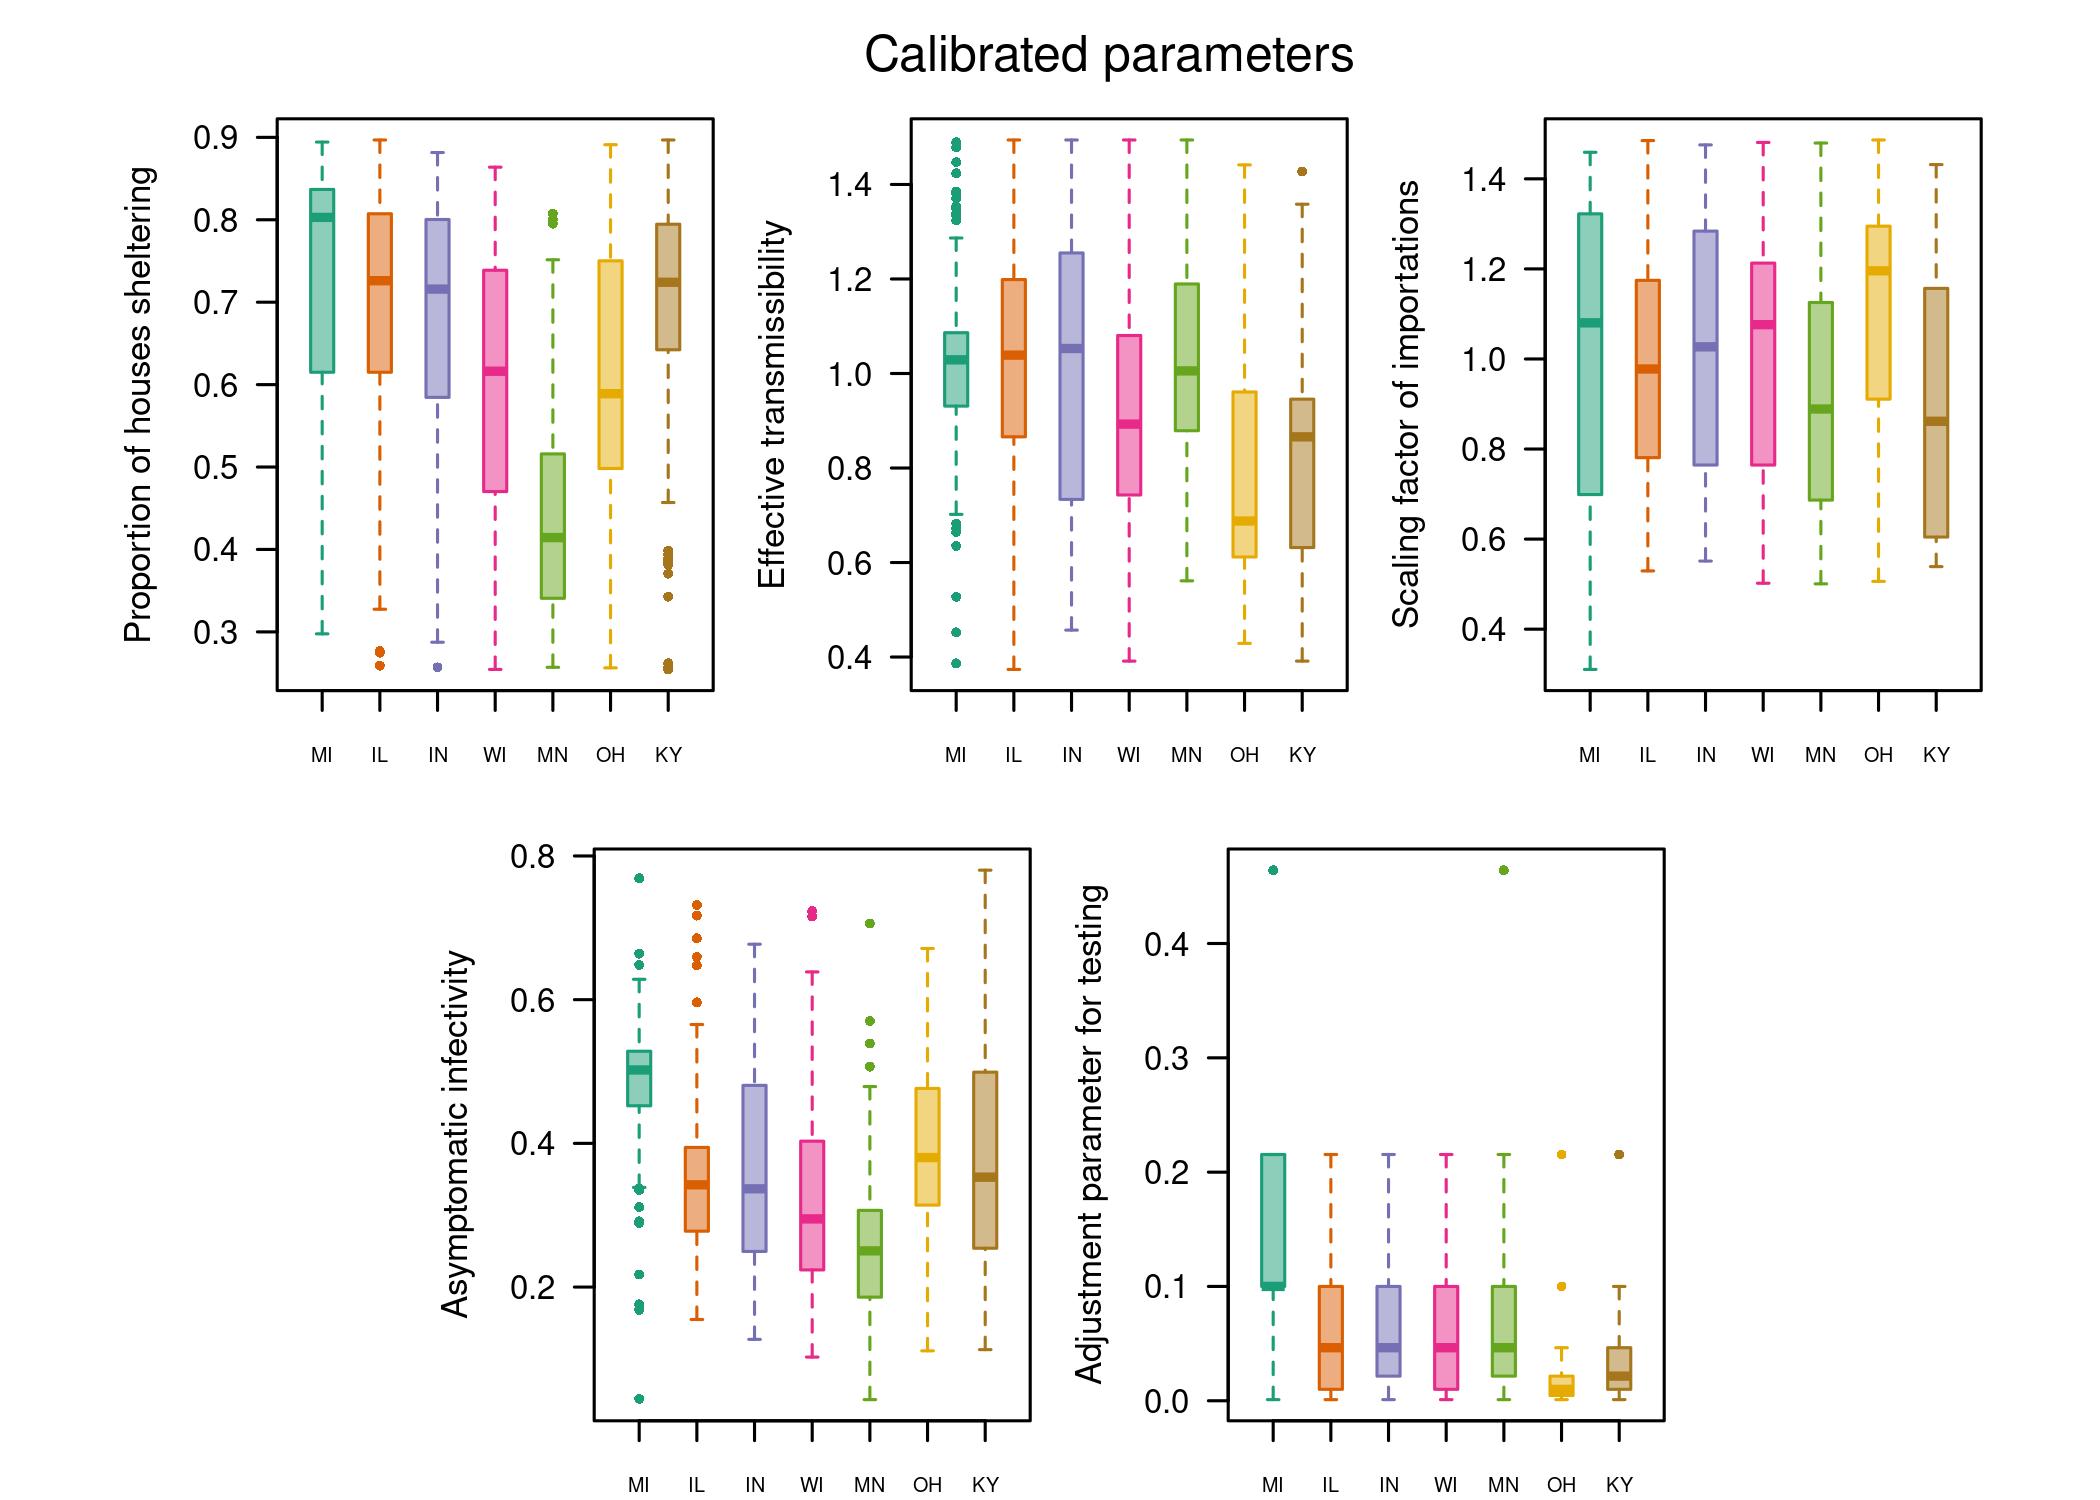 Calibrated parameters
Proportion of houses sheltering
0.9
0.8
0.7
0.6
0.5
0.4
0.3
MI IL IN WI MN OH KY
Effective transmissibility
1.4
1.2
1.0
0.8
0.6
0.4
MI IL IN WI MN OH KY
Scaling factor of importations
1.4
1.2
1.0
0.8
0.6
0.4
MI IL IN WI MN OH KY
Asymptomatic infectivity
0.8
0.6
0.4
0.2
MI IL IN WI MN OH KY
Adjustment parameter for testing
0.4
0.3
0.2
0.1
0.0
MI IL IN WI MN OH KY